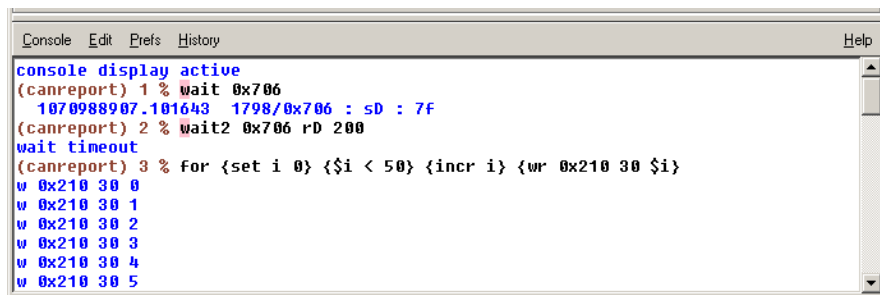 Console Edit Prefs History Help
console display active
(canreport) 1 % wait 0x706
  1070988907.101643  1798/0x706 : sD : 7f
(canreport) 2 % wait2 0x706 rD 200
wait timeout
(canreport) 3 % for {set i 0} {$i < 50} {incr i} {wr 0x210 30 $i}
w 0x210 30 0
w 0x210 30 1
w 0x210 30 2
w 0x210 30 3
w 0x210 30 4
w 0x210 30 5